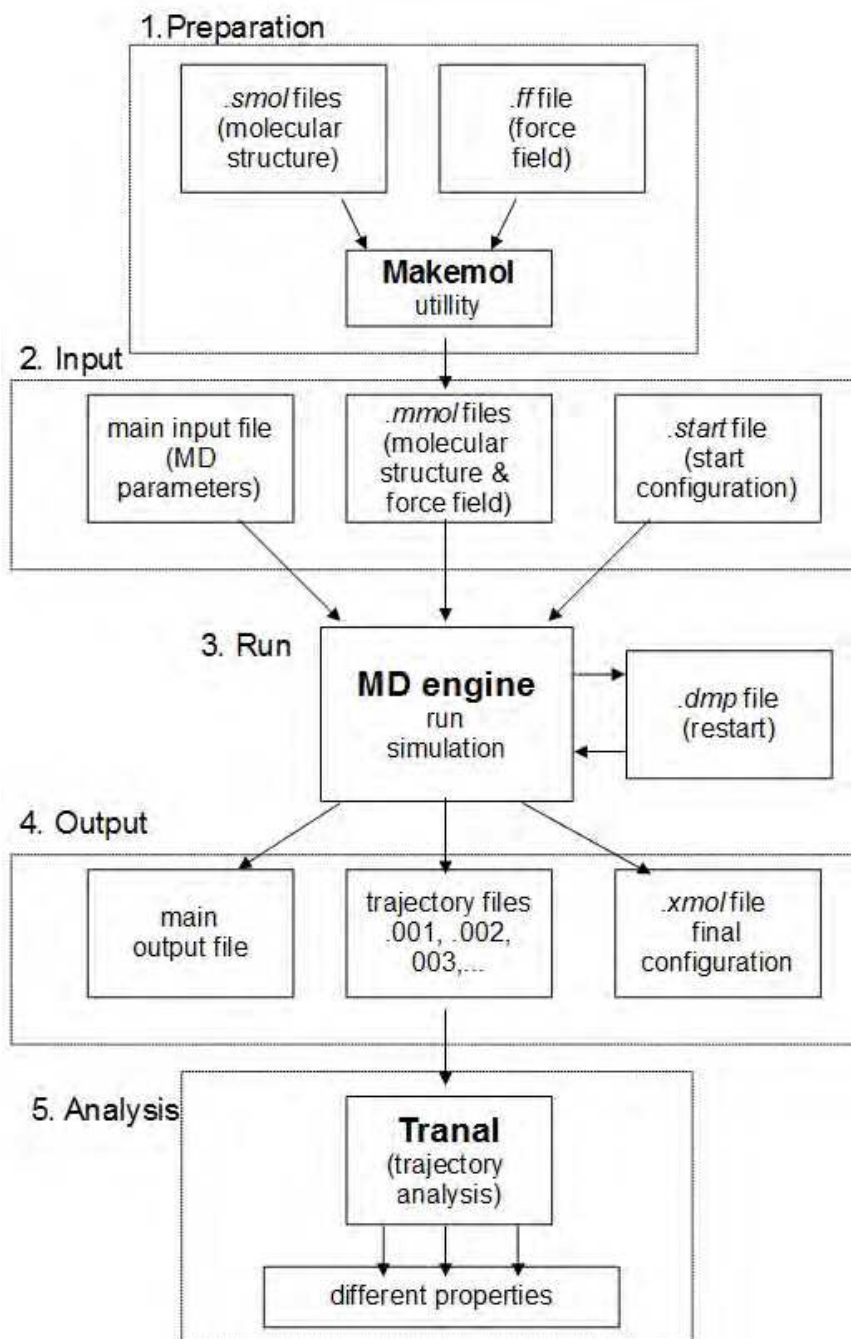 1.Preparation
.smol files
(molecular
structure)
.ff file
(force
field)
Makemol
utillity
2. Input
main input file
(MD
parameters)
.mmol files
(molecular
structure &
force field)
.start file
(start
configuration)
3. Run
MD engine
run
simulation
.dmp file
(restart)
4. Output
main
output file
trajectory files
.001, .002,
003,...
.xmol file
final
configuration
5. Analysis
Tranal
(trajectory
analysis)
different properties